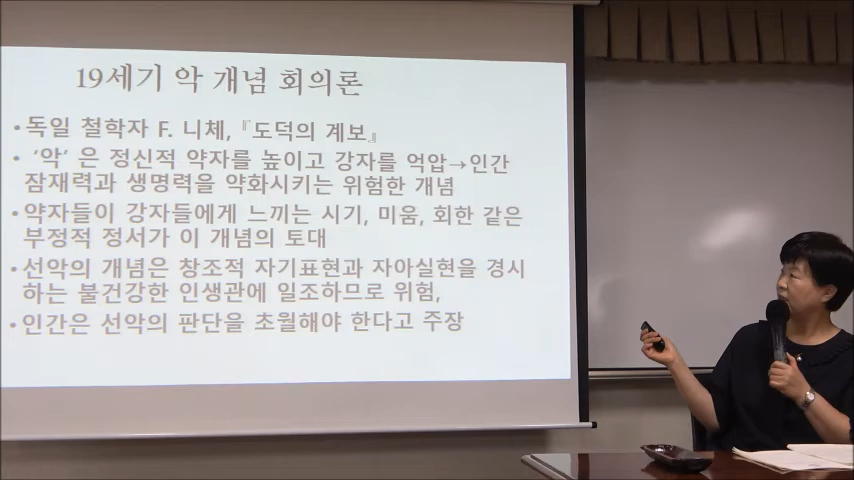 19세기 악 개념 회의론
•독일 철학자 F. 니체, 『도덕의 계보』
• ‘악‘ 은 정신적 약자를 높이고 강자를 억압→인간
잠재력과 생명력을 약화시키는 위험한 개념
•약자들이 강자들에게 느끼는 시기, 미움, 회한 같은
부정적 정서가 이 개념의 토대
•선악의 개념은 창조적 자기표현과 자아실현을 경시
하는 불건강한 인생관에 일조하므로 위험,
•인간은 선악의 판단을 초월해야 한다고 주장